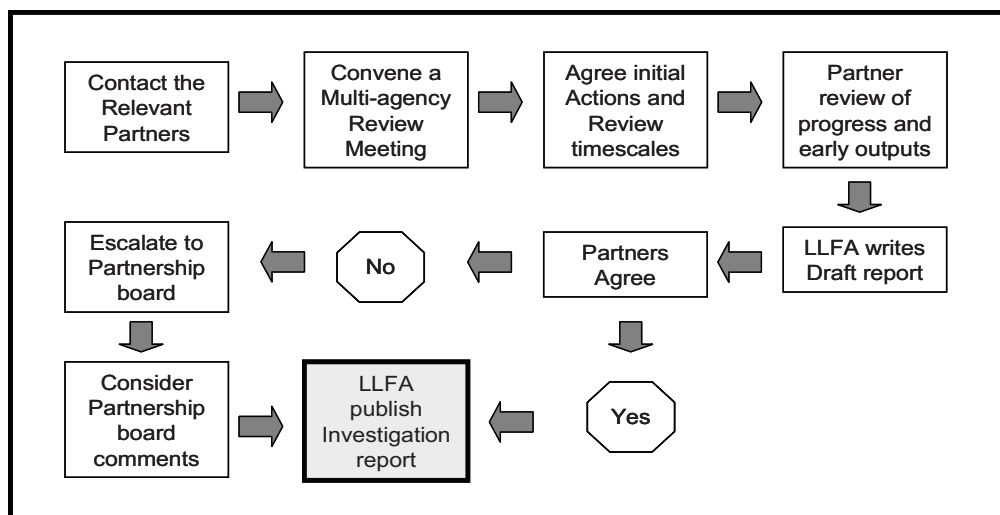 Contact the
Relevant
Partners
Convene a
Multi-agency
Review
Meeting
Agree initial
Actions and
Review
timescales
Partner
review of
progress and
early outputs
LLFA writes
Draft report
Partners
Agree
No
Escalate to
Partnership
board
Consider
Partnership
board
comments
Yes
LLFA
publish
Investigation
report